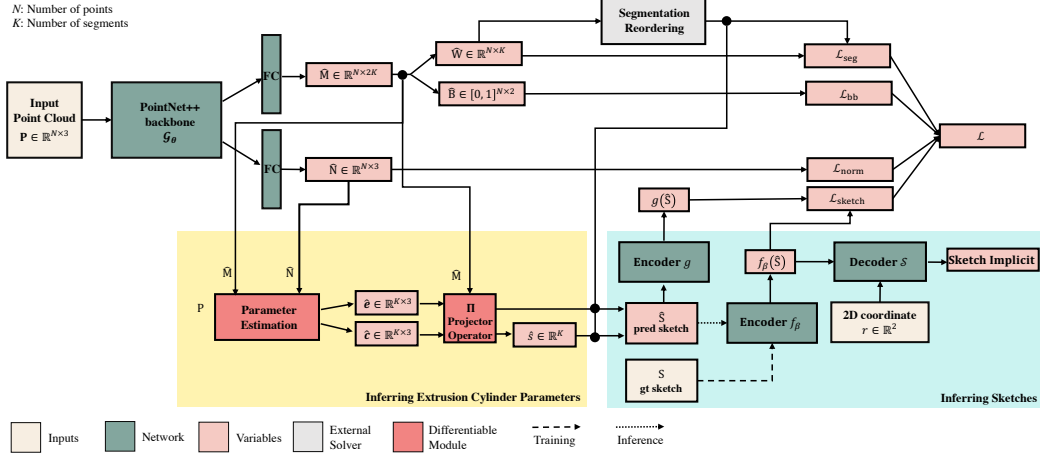 N: Number of points
K: Number of segments
Segmentation
Reordering
Ŵ ∈ ℝ^{N×K}
ℒ_seg
FC
M̂ ∈ ℝ^{N×2K}
B̂ ∈ [0, 1]^{N×2}
ℒ_bb
Input
Point Cloud
P ∈ ℝ^{N×3}
PointNet++
backbone
𝒢_θ
ℒ
FC
N̂ ∈ ℝ^{N×3}
ℒ_norm
g(Ŝ)
ℒ_sketch
M̂
N̂
M̂
Encoder g
f_β(Ŝ)
Decoder 𝒮
Sketch Implicit
P
Parameter
Estimation
ê ∈ ℝ^{K×3}
ĉ ∈ ℝ^{K×3}
Π
Projector
Operator
ŝ ∈ ℝ^K
Ŝ
pred sketch
Encoder f_β
2D coordinate
r ∈ ℝ^2
S
gt sketch
Inferring Extrusion Cylinder Parameters
Inferring Sketches
Inputs
Network
Variables
External
Solver
Differentiable
Module
Training
Inference